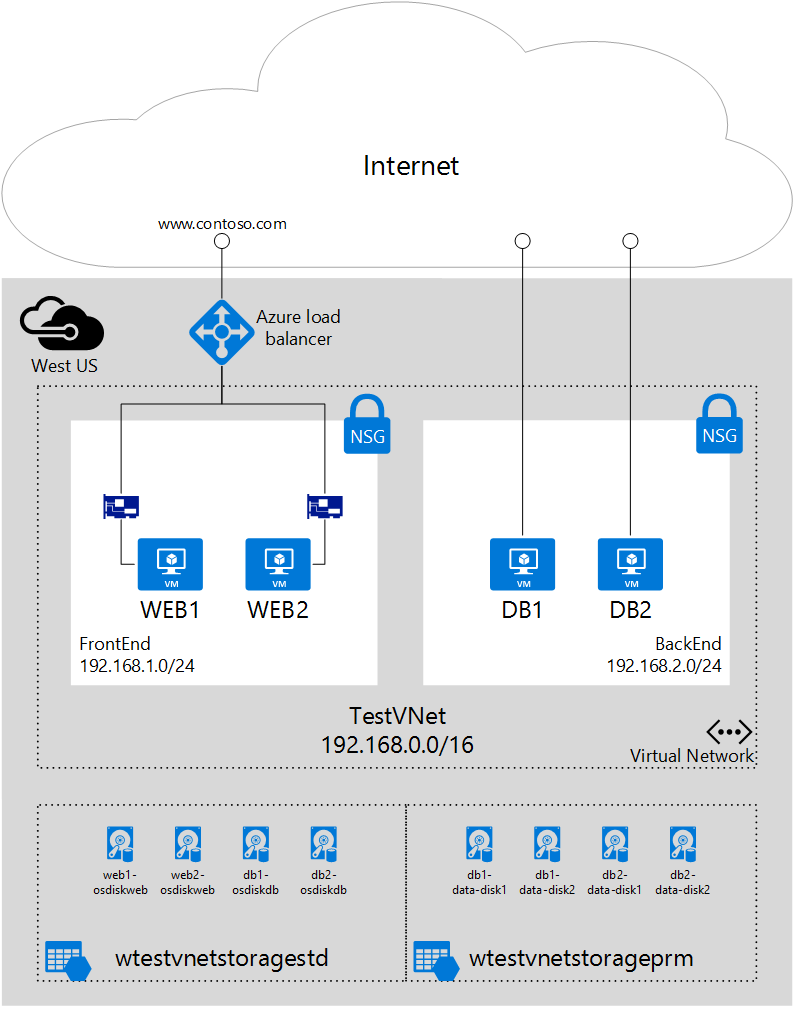 Internet
www.contoso.com
Azure load
balancer
West US
NSG
NSG
VM
VM
VM
VM
WEB1
WEB2
DB1
DB2
FrontEnd
192.168.1.0/24
BackEnd
192.168.2.0/24
TestVNet
192.168.0.0/16
Virtual Network
web1-
osdiskweb
web2-
osdiskweb
db1-
osdiskdb
db2-
osdiskdb
db1-
data-disk1
db1-
data-disk2
db2-
data-disk1
db2-
data-disk2
wtestvnetstoragestd
wtestvnetstorageprm